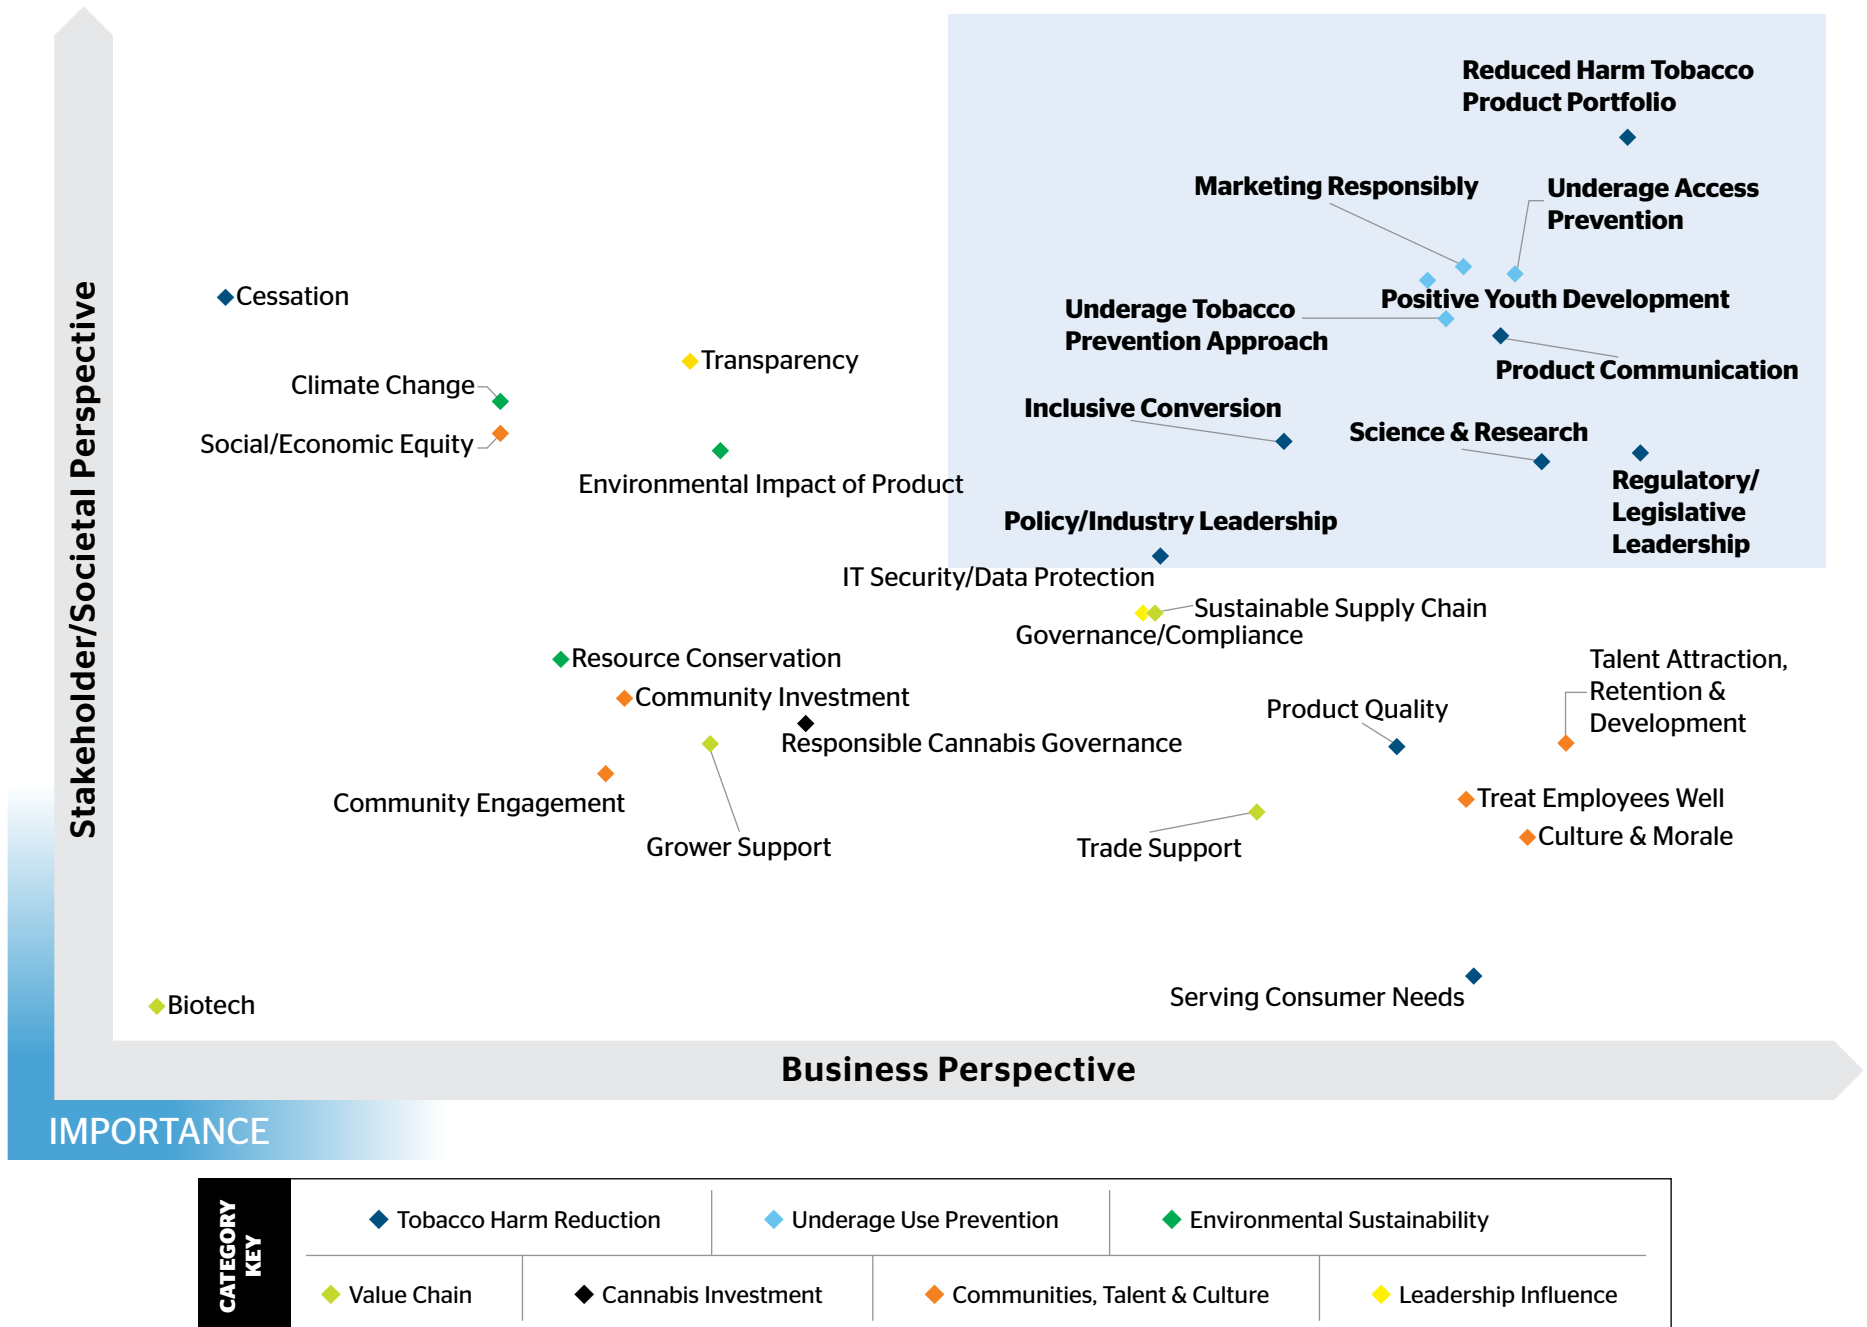 Reduced Harm Tobacco
Product Portfolio
Marketing Responsibly
Underage Access
Prevention
Cessation
Positive Youth Development
Underage Tobacco
Prevention Approach
Transparency
Product Communication
Climate Change
Inclusive Conversion
Social/Economic Equity
Science & Research
Environmental Impact of Product
Regulatory/
Legislative
Leadership
Policy/Industry Leadership
IT Security/Data Protection
Sustainable Supply Chain
Governance/Compliance
Resource Conservation
Talent Attraction,
Retention &
Development
Community Investment
Product Quality
Responsible Cannabis Governance
Community Engagement
Treat Employees Well
Culture & Morale
Grower Support
Trade Support
Serving Consumer Needs
Biotech
Stakeholder/Societal Perspective
Business Perspective
IMPORTANCE
CATEGORY
KEY
Tobacco Harm Reduction
Underage Use Prevention
Environmental Sustainability
Value Chain
Cannabis Investment
Communities, Talent & Culture
Leadership Influence